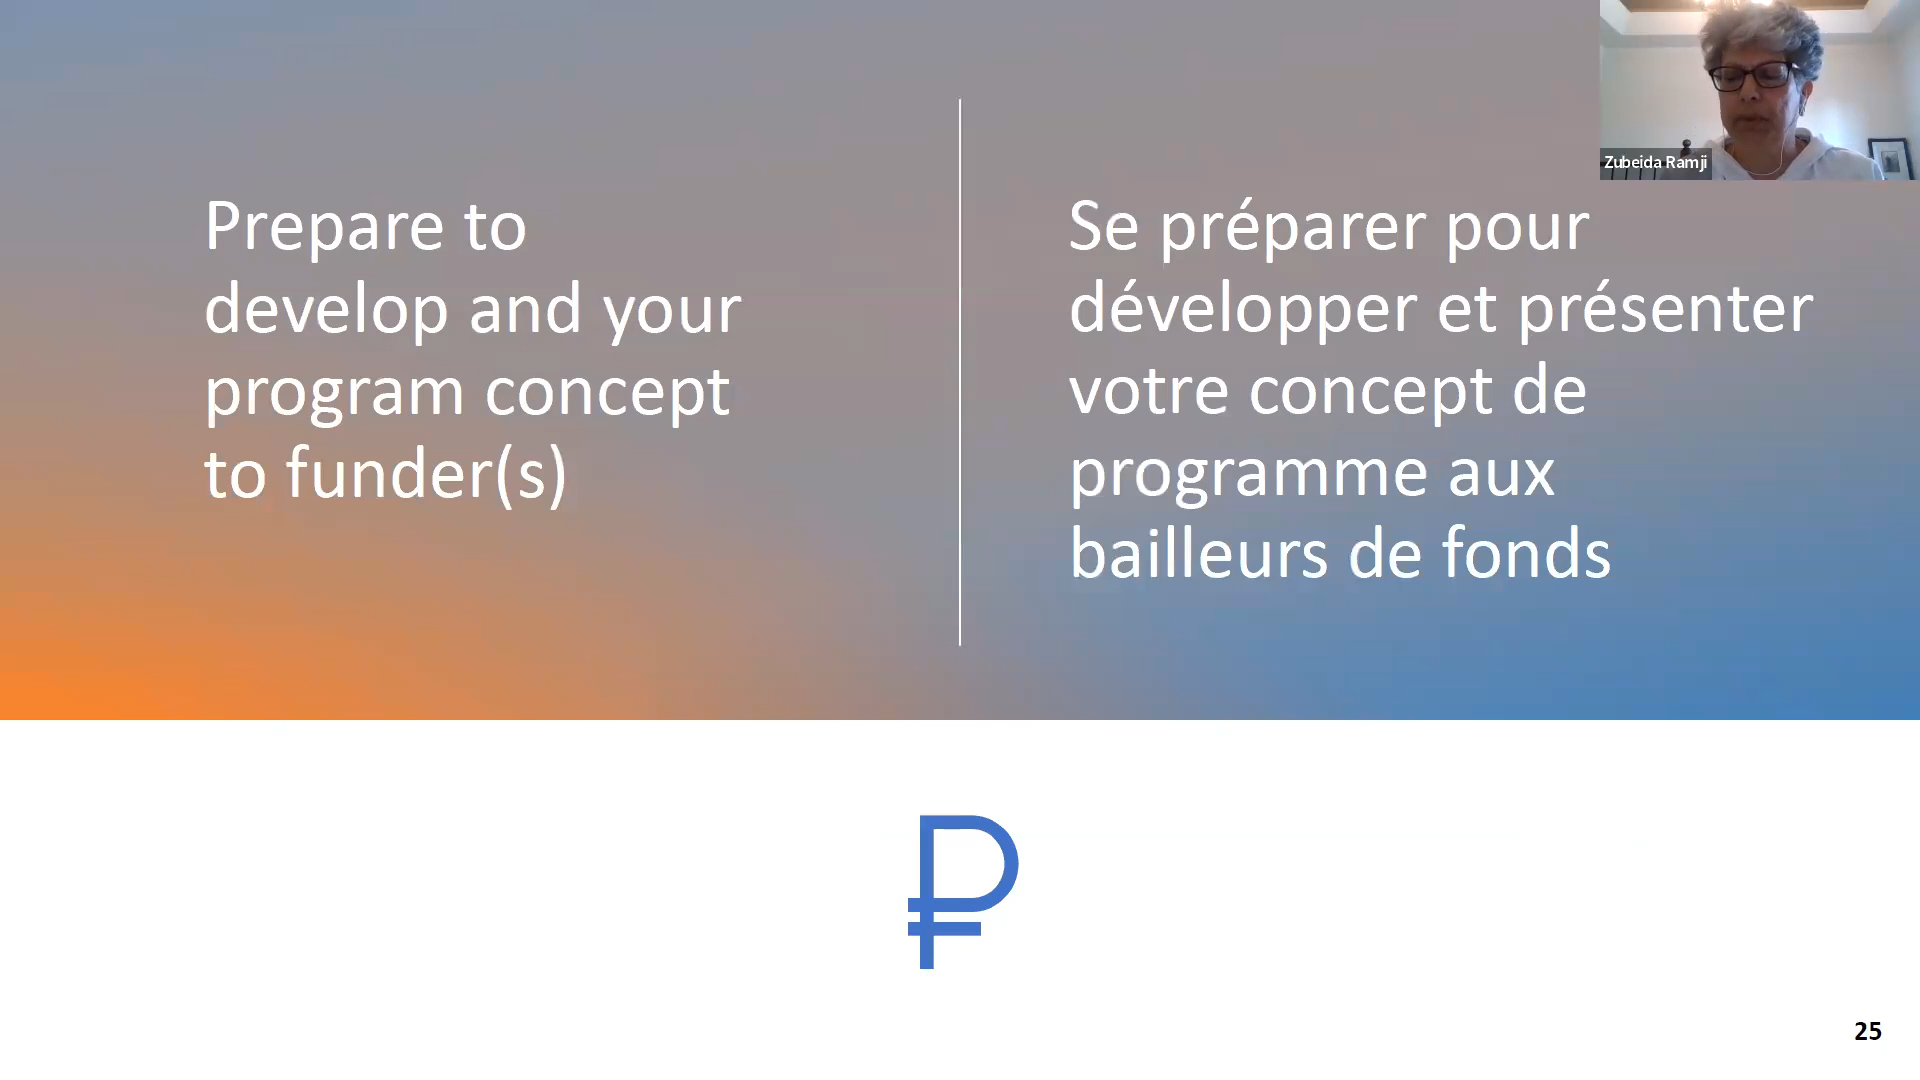 Prepare to
develop and your
program concept
to funder(s)
Se préparer pour
développer et présenter
votre concept de
programme aux
bailleurs de fonds
Zubeida Ramji
₽
25